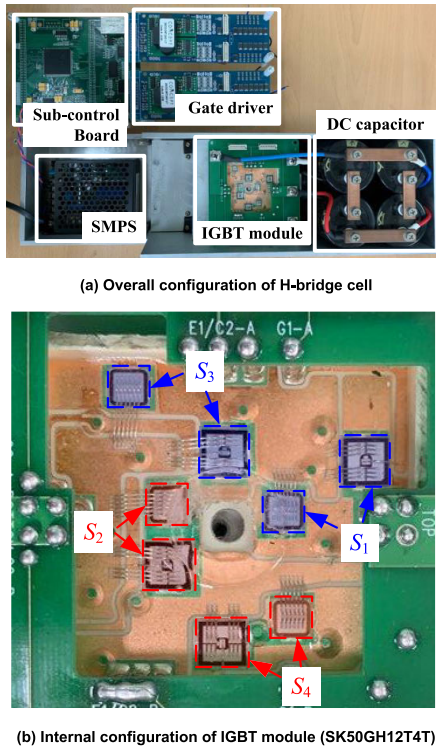 Sub-control
Board
Gate driver
SMPS
IGBT module
DC capacitor
(a) Overall configuration of H-bridge cell
E1/C2-A
G1-A
S3
S2
S1
TOP
S4
(b) Internal configuration of IGBT module (SK50GH12T4T)